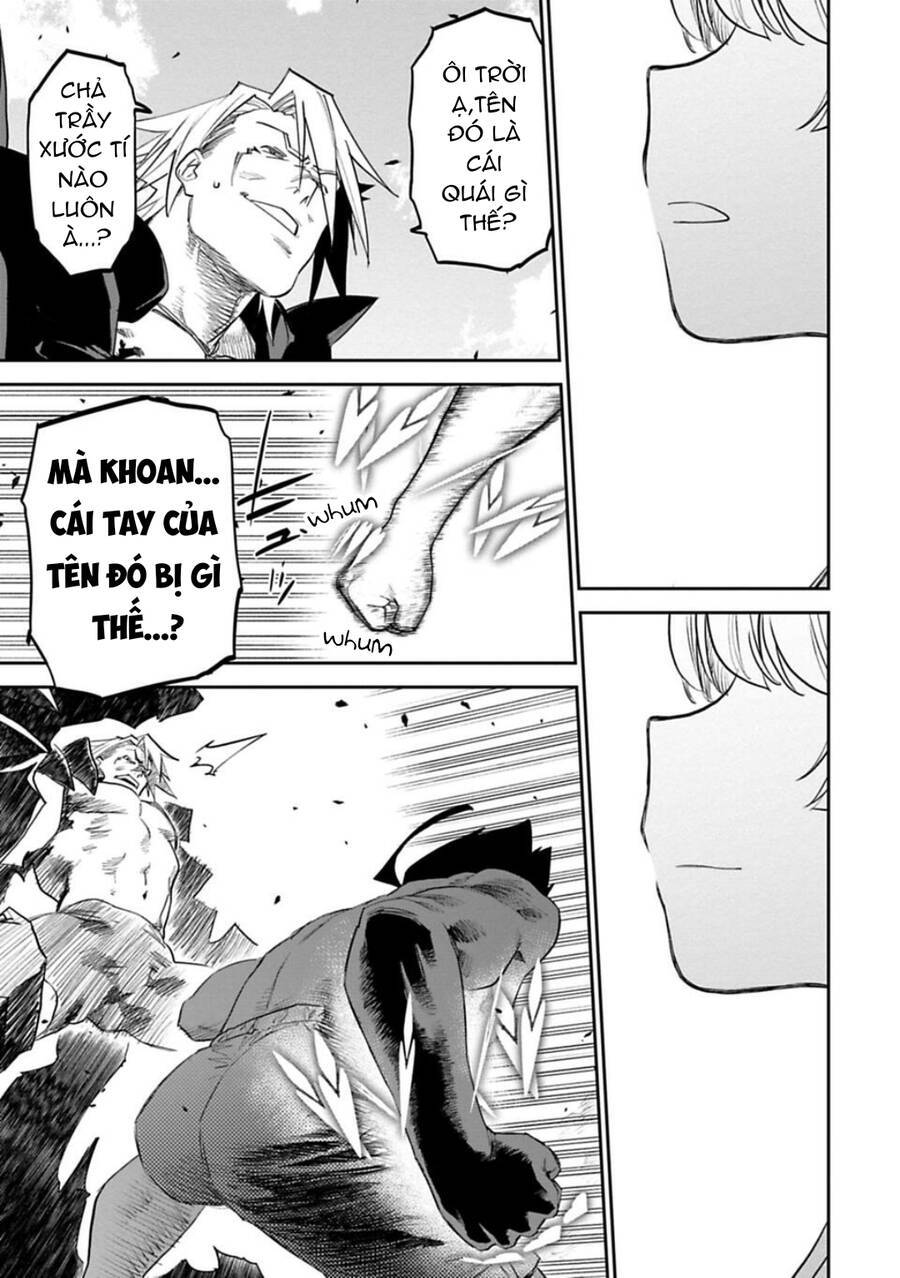 ÔI TRỜI
Ạ,TÊN
ĐÓ LÀ
CÁI
QUÁI GÌ
THẾ?
CHẢ
TRẦY
XƯỚC TÍ
NÀO
LUÔN
À...?
MÀ KHOAN...
CÁI TAY CỦA
TÊN ĐÓ BỊ GÌ
THẾ...?
whum
whum